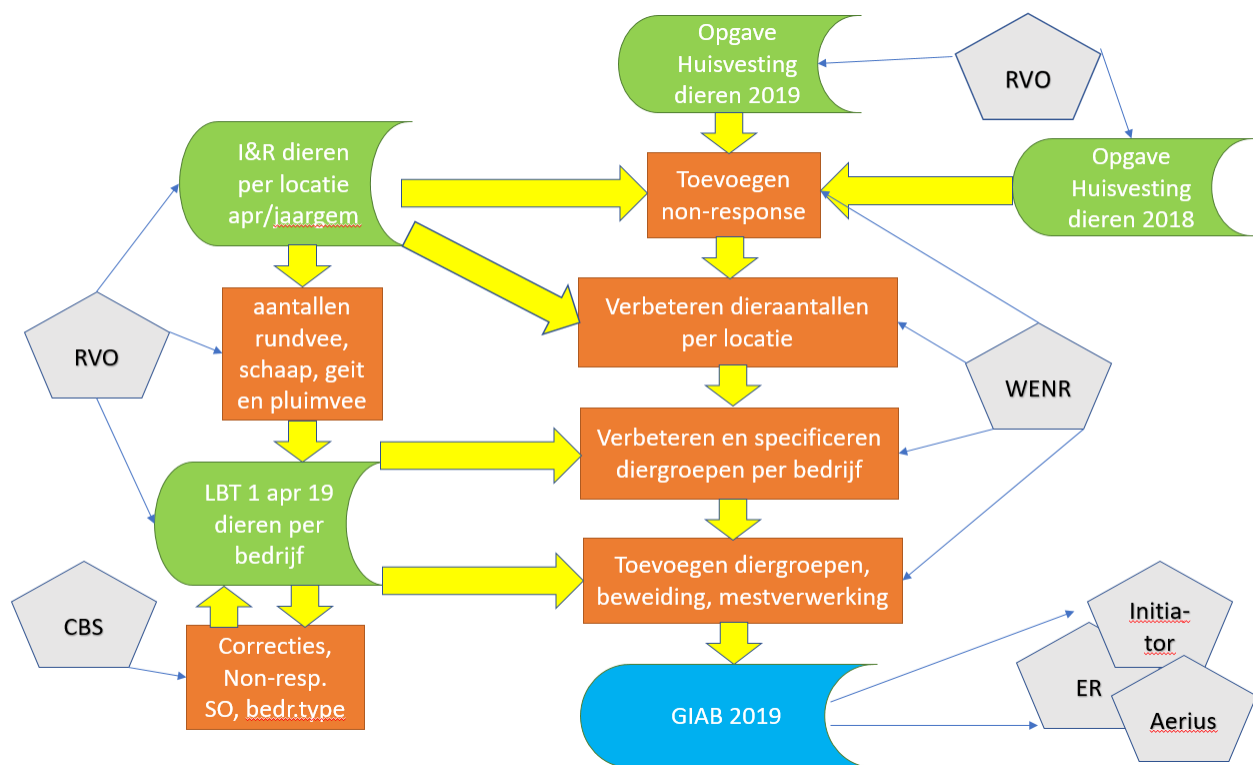 Opgave
Huisvesting
dieren 2019
RVO
I&R dieren
per locatie
apr/jaargem
Toevoegen
non-response
Opgave
Huisvesting
dieren 2018
aantallen
rundvee,
schaap, geit
en pluimvee
RVO
Verbeteren dieraantallen
per locatie
WENR
Verbeteren en specificeren
diergroepen per bedrijf
LBT 1 apr 19
dieren per
bedrijf
Toevoegen diergroepen,
beweiding, mestverwerking
CBS
Correcties,
Non-resp.
SO, bedr.type
GIAB 2019
Initia-
tor
ER
Aerius